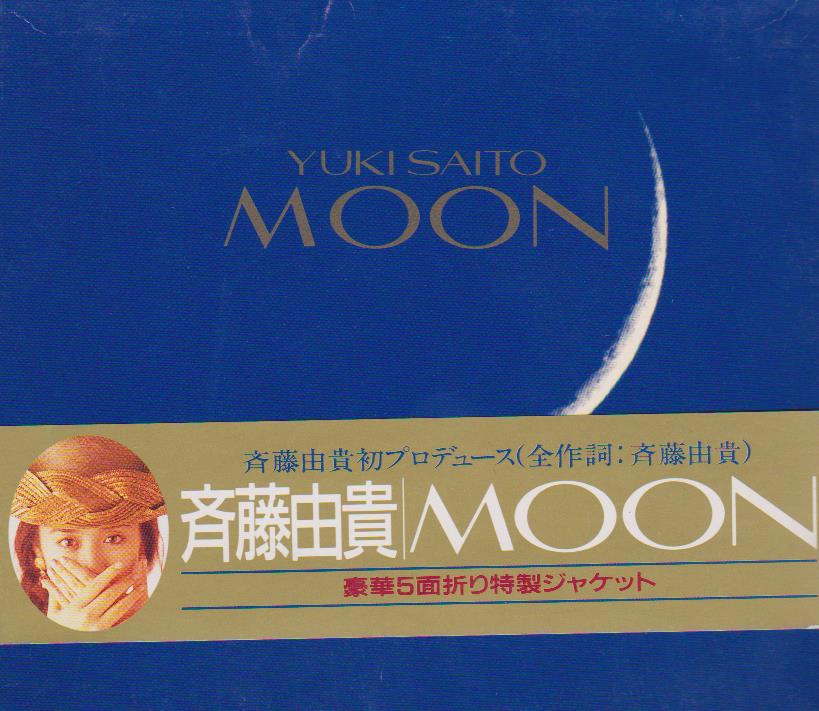 YUKI SAITO
MOON
斉藤由貴初プロデュース(全作詞:斉藤由貴)
斉藤由貴|MOON
豪華5面折り特製ジャケット